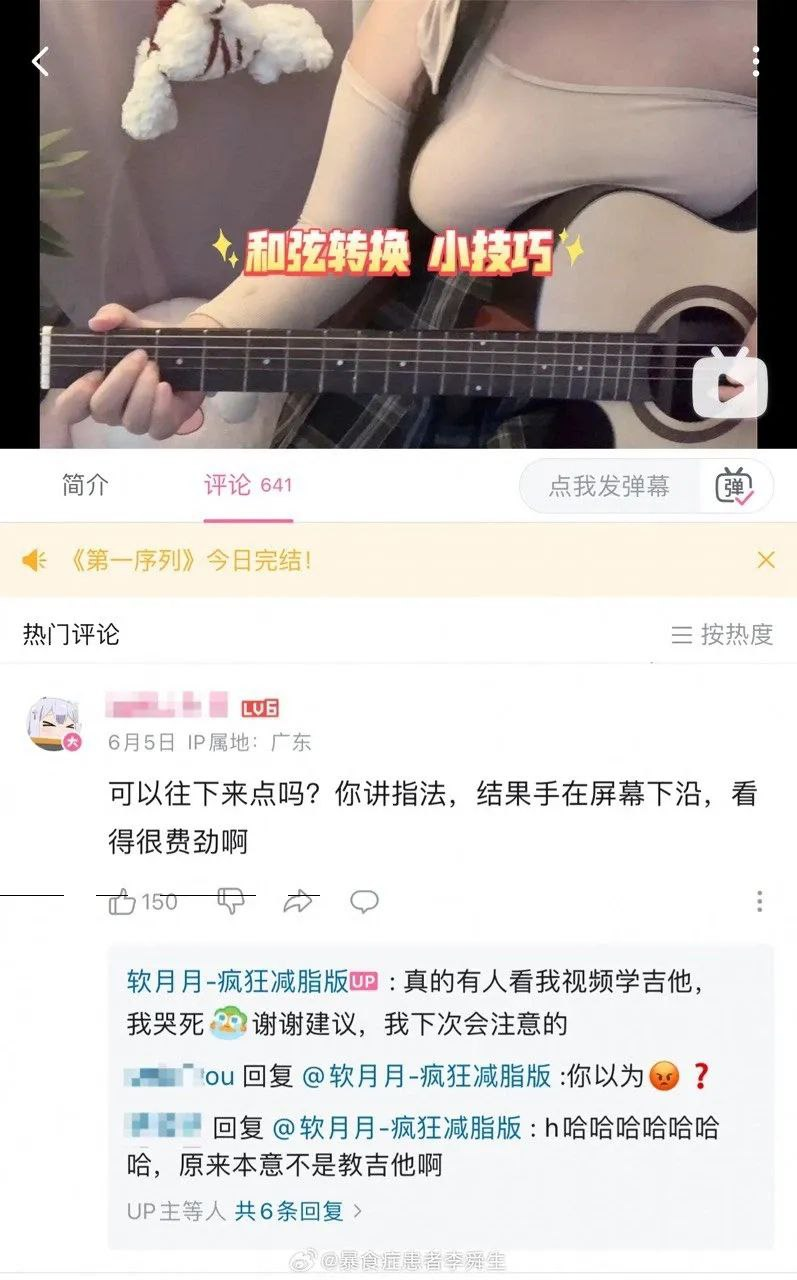 和弦转换 小技巧
简介
评论 641
点我发弹幕
弹
《第一序列》今日完结!
热门评论
按热度
LV6
大
6月5日 IP属地：广东
可以往下来点吗？你讲指法，结果手在屏幕下沿，看
得很费劲啊
150
软月月-疯狂减脂版UP：真的有人看我视频学吉他，
我哭死 谢谢建议，我下次会注意的
ou 回复 @软月月-疯狂减脂版 :你以为😡❓
回复 @软月月-疯狂减脂版 : h哈哈哈哈哈哈
哈，原来本意不是教吉他啊
UP主等人 共6条回复 >
@暴食症患者李舜生